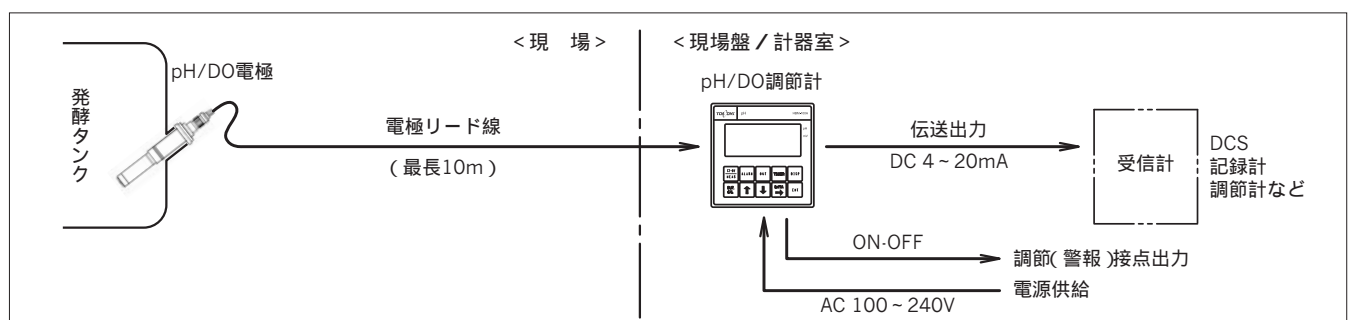 <現 場>
<現場盤/計器室>
pH/DO電極
pH/DO調節計
発酵タンク
電極リード線
(最長10m)
伝送出力
DC 4~20mA
受信計
DCS
記録計
調節計など
ON-OFF
調節(警報)接点出力
電源供給
AC 100~240V